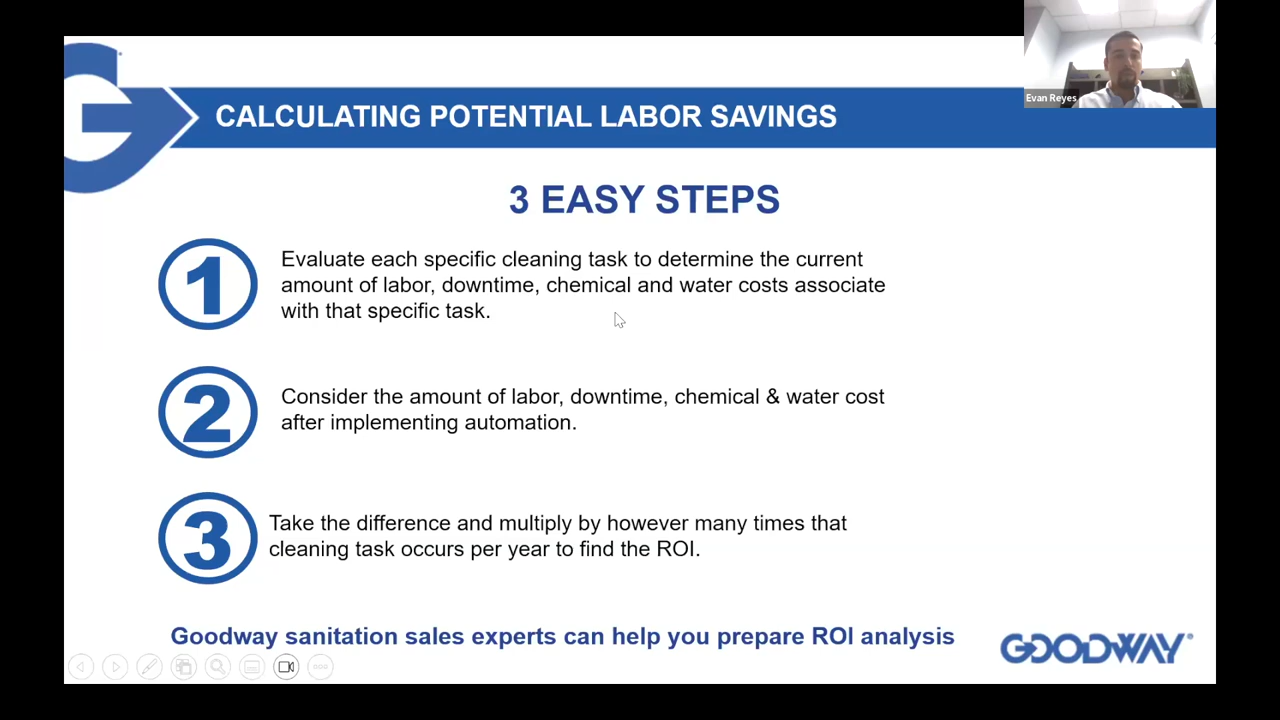 Evan Reyes
CALCULATING POTENTIAL LABOR SAVINGS
3 EASY STEPS
1
Evaluate each specific cleaning task to determine the current
amount of labor, downtime, chemical and water costs associate
with that specific task.
2
Consider the amount of labor, downtime, chemical & water cost
after implementing automation.
3
Take the difference and multiply by however many times that
cleaning task occurs per year to find the ROI.
Goodway sanitation sales experts can help you prepare ROI analysis
GOODWAY®